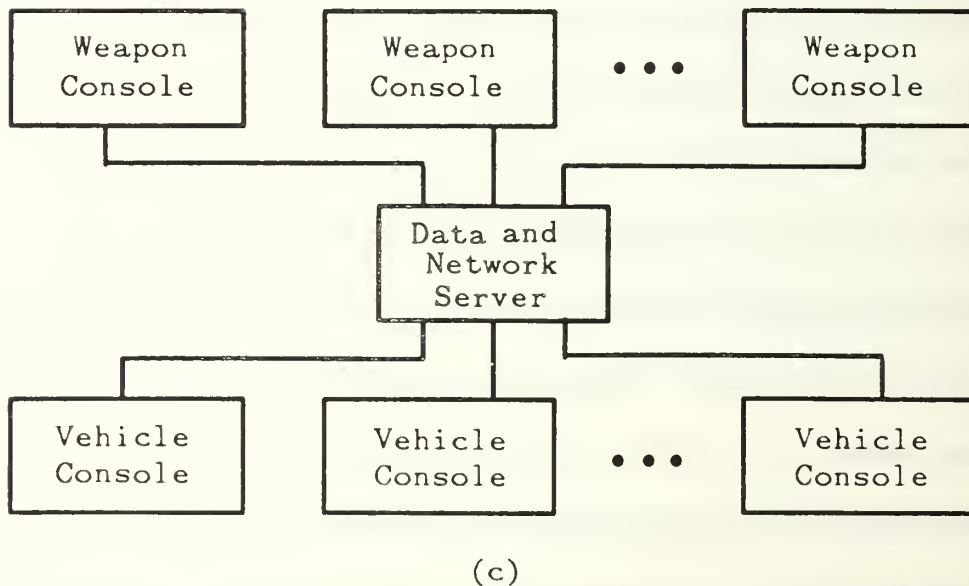 Weapon
Console
Weapon
Console
• • •
Weapon
Console
Data and
Network
Server
Vehicle
Console
Vehicle
Console
• • •
Vehicle
Console
(c)